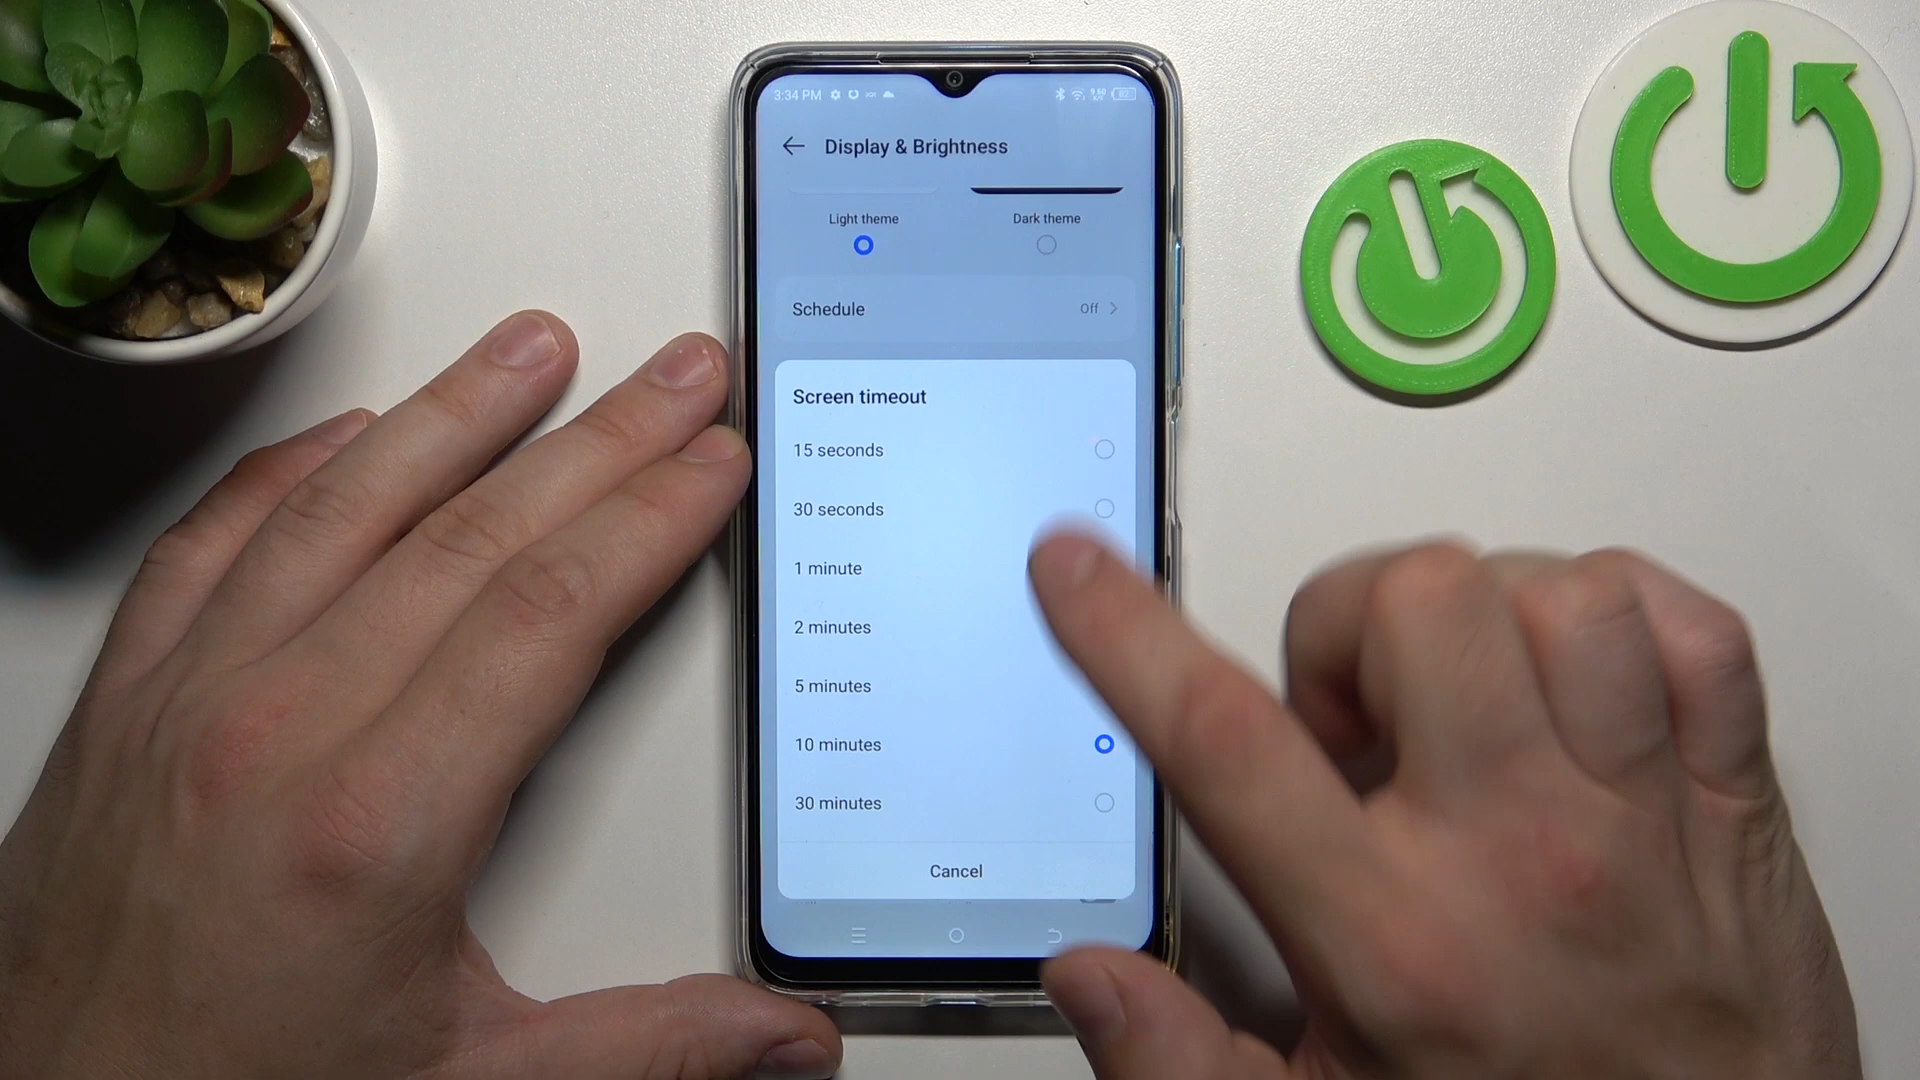 3:34 PM
82
Display & Brightness
Light theme
Dark theme
Schedule
Off
Screen timeout
15 seconds
30 seconds
1 minute
2 minutes
5 minutes
10 minutes
30 minutes
Cancel